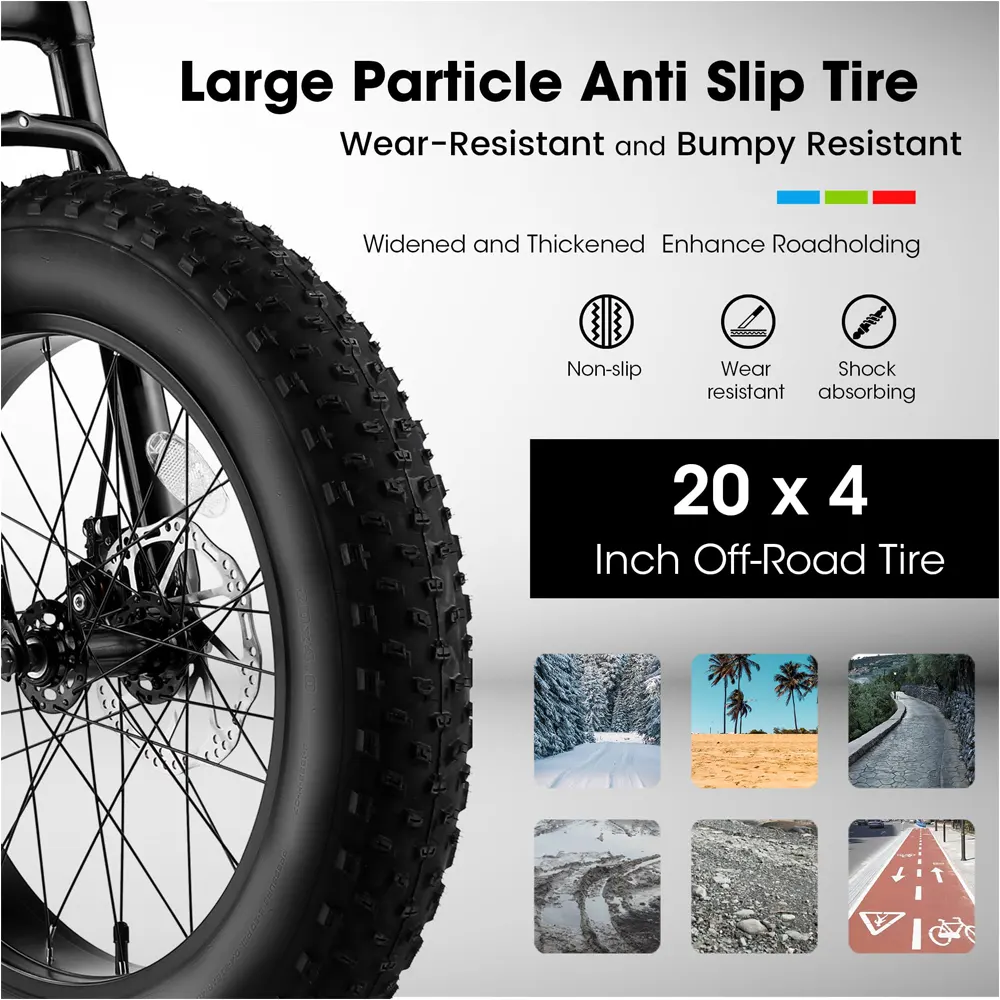 Large Particle Anti Slip Tire
Wear-Resistant and Bumpy Resistant
Widened and Thickened Enhance Roadholding
Non-slip
Wear
resistant
Shock
absorbing
20 x 4
Inch Off-Road Tire